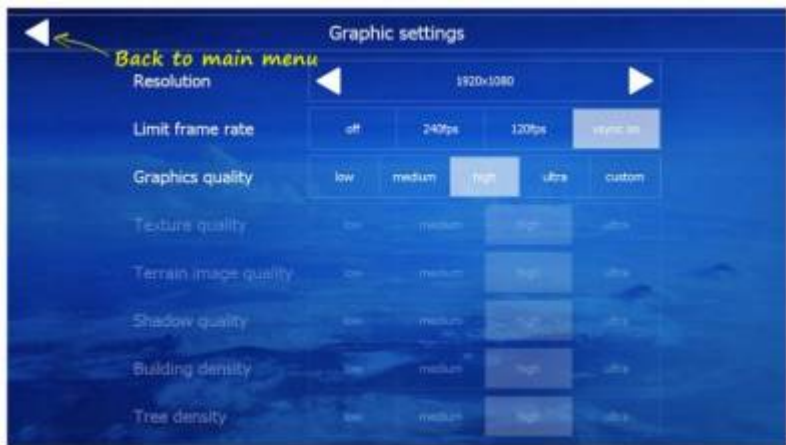 Graphic settings
Back to main menu
Resolution 1920x1080
Limit frame rate off 240fps 120fps vsync on
Graphics quality low medium high ultra custom
Texture quality low medium high ultra
Terrain image quality low medium high ultra
Shadow quality low medium high ultra
Building density low medium high ultra
Tree density low medium high ultra